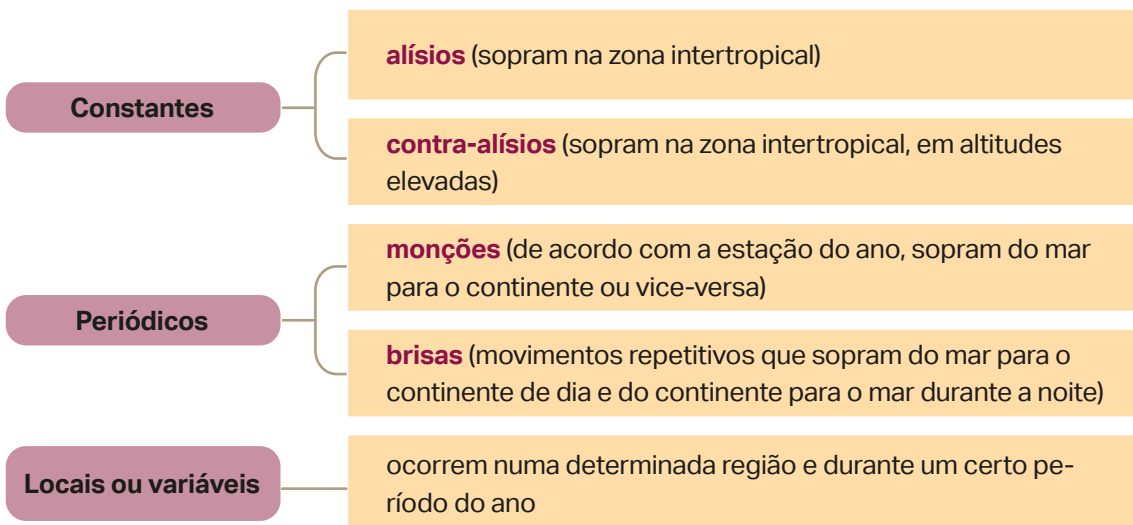 Constantes
alísios (sopram na zona intertropical)
contra-alísios (sopram na zona intertropical, em altitudes
elevadas)
Periódicos
monções (de acordo com a estação do ano, sopram do mar
para o continente ou vice-versa)
brisas (movimentos repetitivos que sopram do mar para o
continente de dia e do continente para o mar durante a noite)
Locais ou variáveis
ocorrem numa determinada região e durante um certo pe-
ríodo do ano